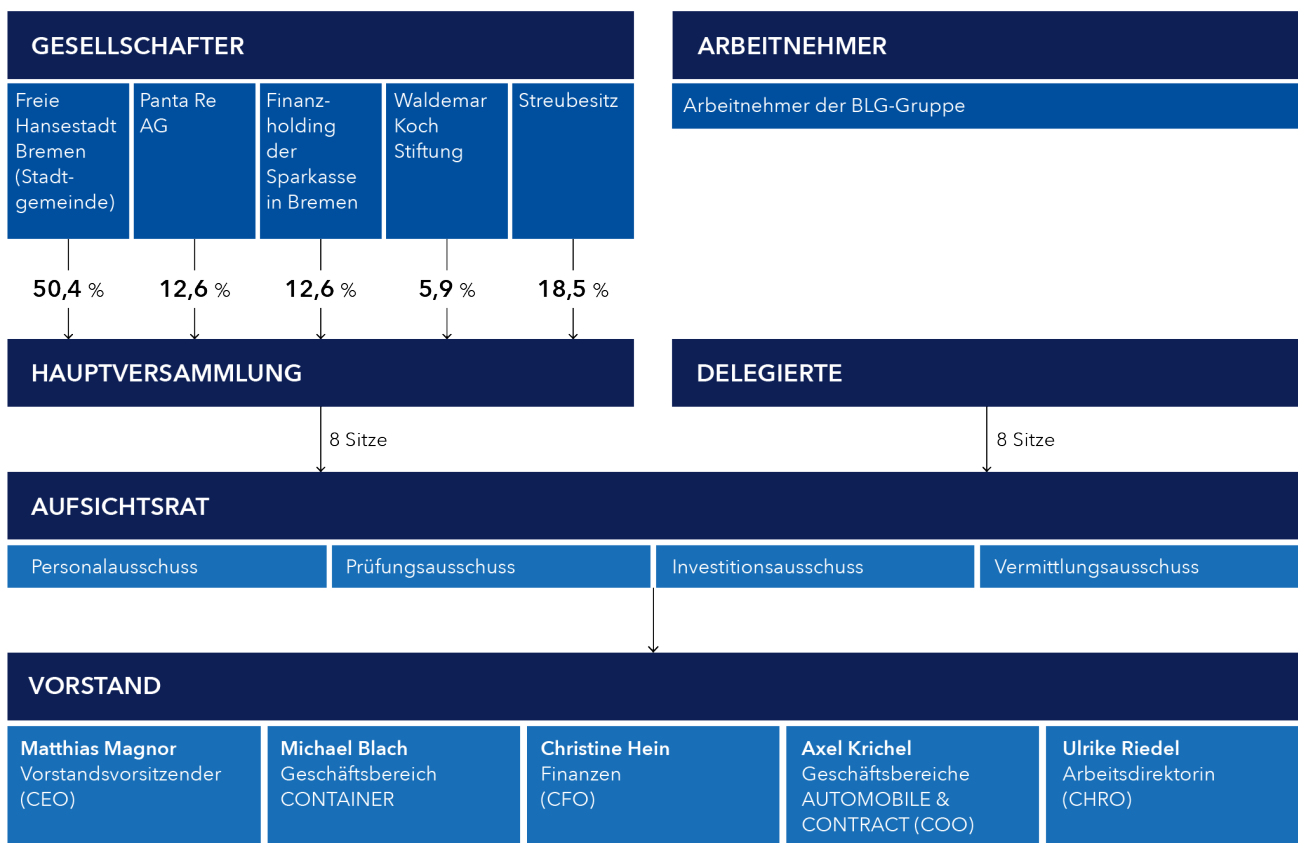 GESELLSCHAFTER
Freie
Hansestadt
Bremen
(Stadt-
gemeinde)
Panta Re
AG
Finanz-
holding
der
Sparkasse
in Bremen
Waldemar
Koch
Stiftung
Streubesitz
50,4 %
12,6 %
12,6 %
5,9 %
18,5 %
ARBEITNEHMER
Arbeitnehmer der BLG-Gruppe
HAUPTVERSAMMLUNG
8 Sitze
DELEGIERTE
8 Sitze
AUFSICHTSRAT
Personalausschuss
Prüfungsausschuss
Investitionsausschuss
Vermittlungsausschuss
VORSTAND
Matthias Magnor
Vorstandsvorsitzender
(CEO)
Michael Blach
Geschäftsbereich
CONTAINER
Christine Hein
Finanzen
(CFO)
Axel Krichel
Geschäftsbereiche
AUTOMOBILE &
CONTRACT (COO)
Ulrike Riedel
Arbeitsdirektorin
(CHRO)